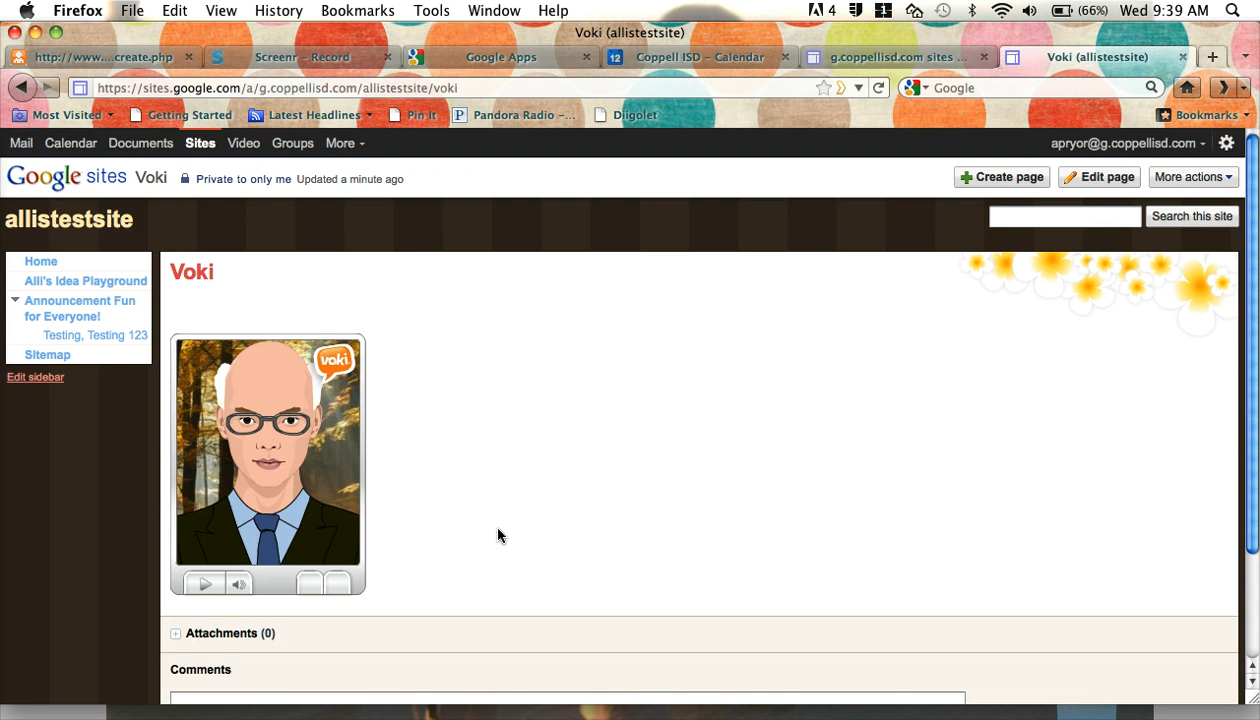 Firefox File Edit View History Bookmarks Tools Window Help 4 1 (66%) Wed 9:39 AM
Voki (allistestsite)
http://www....create.php Screenr – Record Google Apps 12 Coppell ISD – Calendar g.coppellisd.com sites ... Voki (allistestsite)
https://sites.google.com/a/g.coppellisd.com/allistestsite/voki Google
Most Visited Getting Started Latest Headlines Pin It P Pandora Radio –... Diigolet Bookmarks
Mail Calendar Documents Sites Video Groups More apryor@g.coppellisd.com
Google sites Voki Private to only me Updated a minute ago Create page Edit page More actions
allistestsite Search this site
Home
Alli's Idea Playground
Announcement Fun
for Everyone!
Testing, Testing 123
Sitemap
Edit sidebar
Voki
voki
Attachments (0)
Comments